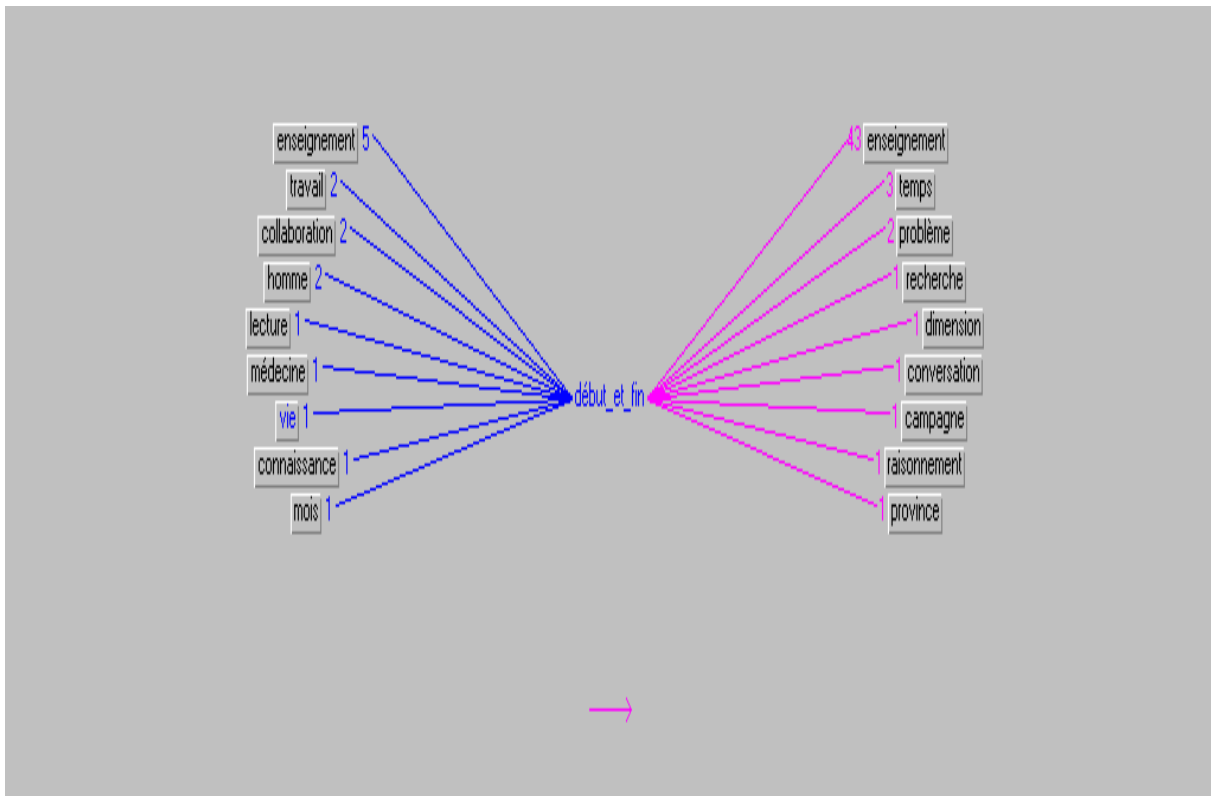 enseignement 5 43 enseignement
travail 2 3 temps
collaboration 2 2 problème
homme 2 1 recherche
lecture 1 1 dimension
médecine 1 1 conversation
début_et_fin
vie 1 1 campagne
connaissance 1 1 raisonnement
mois 1 1 province